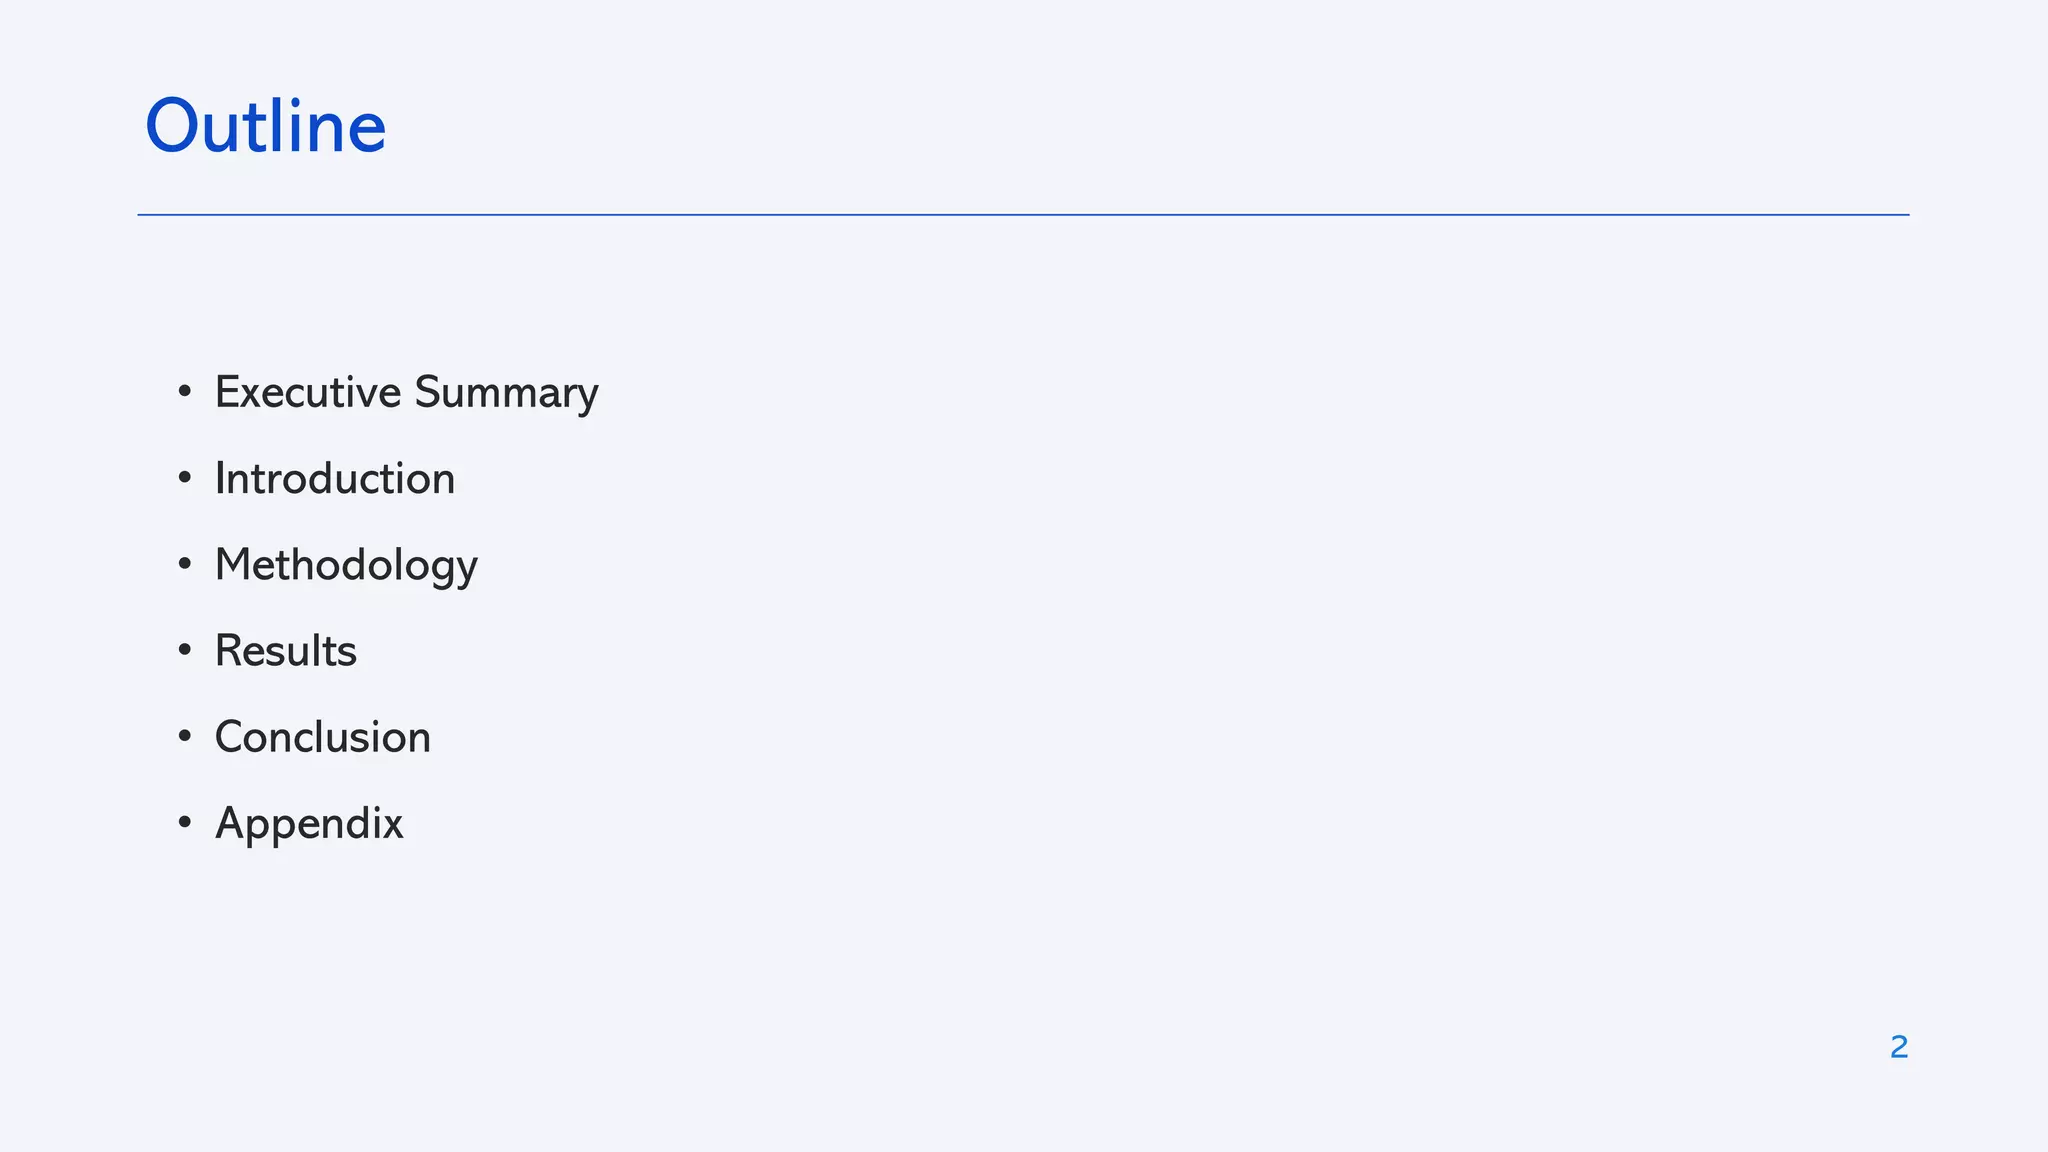 Outline
• Executive Summary
• Introduction
• Methodology
• Results
• Conclusion
• Appendix
2